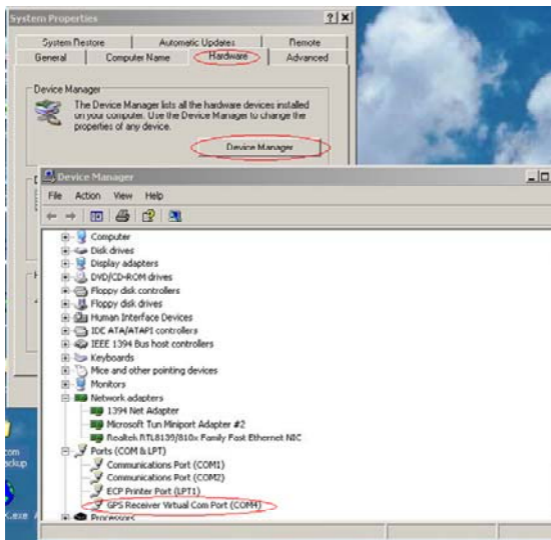 System Properties
System Restore
Automatic Updates
Remote
General
Computer Name
Hardware
Advanced
Device Manager
The Device Manager lists all the hardware devices installed
on your computer. Use the Device Manager to change the
properties of any device.
Device Manager
Device Manager
File Action View Help
Computer
Disk drives
Display adapters
DVD/CD-ROM drives
Floppy disk controllers
Floppy disk drives
Human Interface Devices
IDE ATA/ATAPI controllers
IEEE 1394 Bus host controllers
Keyboards
Mice and other pointing devices
Monitors
Network adapters
1394 Net Adapter
Microsoft Tun Miniport Adapter #2
Realtek RTL8139/810x Family Fast Ethernet NIC
Ports (COM & LPT)
Communications Port (COM1)
Communications Port (COM2)
ECP Printer Port (LPT1)
GPS Receiver Virtual Com Port (COM4)
Processors